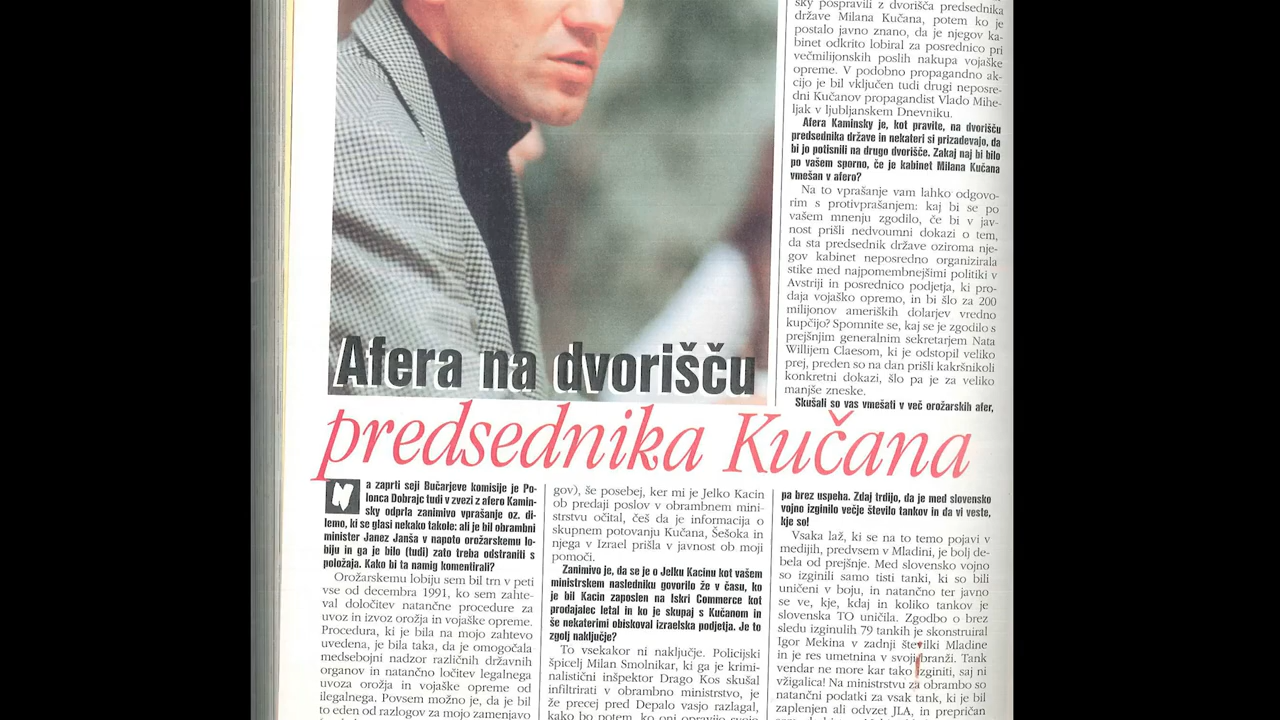 sky pospravili z dvorišča predsednika
države Milana Kučana, potem ko je
postalo javno znano, da je njegov ka-
binet odkrito lobiral za posrednico pri
večmilijonskih poslih nakupa vojaške
opreme. V podobno propagandno ak-
cijo je bil vključen tudi drugi neposre-
dni Kučanov propagandist Vlado Mihe-
ljak v ljubljanskem Dnevniku.
Afera Kaminsky je, kot pravite, na dvorišču
predsednika države in nekateri si prizadevajo, da
bi jo potisnili na drugo dvorišče. Zakaj naj bi bilo
po vašem sporno, če je kabinet Milana Kučana
vmešan v afero?
Na to vprašanje vam lahko odgovo-
rim s protivprašanjem: kaj bi se po
vašem mnenju zgodilo, če bi v jav-
nost prišli nedvoumni dokazi o tem,
da sta predsednik države oziroma nje-
gov kabinet neposredno organizirala
stike med najpomembnejšimi politiki v
Avstriji in posrednico podjetja, ki pro-
daja vojaško opremo, in bi šlo za 200
milijonov ameriških dolarjev vredno
kupčijo? Spomnite se, kaj se je zgodilo s
prejšnjim generalnim sekretarjem Nata
Willijem Claesom, ki je odstopil veliko
prej, preden so na dan prišli kakršnikoli
konkretni dokazi, šlo pa je za veliko
manjše zneske.
Skušali so vas vmešati v več orožarskih afer,
Afera na dvorišču
predsednika Kučana
Na zaprti seji Bučarjeve komisije je Po-
lonca Dobrajc tudi v zvezi z afero Kamin-
sky odprla zanimivo vprašanje oz. di-
lemo, ki se glasi nekako takole: ali je bil obrambni
minister Janez Janša v napoto orožarskemu lo-
biju in ga je bilo (tudi) zato treba odstraniti s
položaja. Kako bi ta namig komentirali?
Orožarskemu lobiju sem bil trn v peti
vse od decembra 1991, ko sem zahte-
val določitev natančne procedure za
uvoz in izvoz orožja in vojaške opreme.
Procedura, ki je bila na mojo zahtevo
uvedena, je bila taka, da je omogočala
medsebojni nadzor različnih državnih
organov in natančno ločitev legalnega
uvoza orožja in vojaške opreme od
ilegalnega. Povsem možno je, da je bil
to eden od razlogov za mojo zamenjavo
gov), še posebej, ker mi je Jelko Kacin
ob predaji poslov v obrambnem mini-
strstvu očital, češ da je informacija o
skupnem potovanju Kučana, Šešoka in
njega v Izrael prišla v javnost ob moji
pomoči.
Zanimivo je, da se je o Jelku Kacinu kot vašem
ministrskem nasledniku govorilo že v času, ko
je bil Kacin zaposlen na Iskri Commerce kot
prodajalec letal in ko je skupaj s Kučanom in
še nekaterimi obiskoval izraelska podjetja. Je to
zgolj naključje?
To vsekakor ni naključje. Policijski
špicelj Milan Smolnikar, ki ga je krimi-
nalistični inšpektor Drago Kos skušal
infiltrirati v obrambno ministrstvo, je
že precej pred Depalo vasjo razlagal,
kako bo potem, ko oni opravijo svoje
pa brez uspeha. Zdaj trdijo, da je med slovensko
vojno izginilo večje število tankov in da vi veste,
kje so!
Vsaka laž, ki se na to temo pojavi v
medijih, predvsem v Mladini, je bolj de-
bela od prejšnje. Med slovensko vojno
so izginili samo tisti tanki, ki so bili
uničeni v boju, in natančno ter javno
se ve, kje, kdaj in koliko tankov je
slovenska TO uničila. Zgodbo o brez
sledu izginulih 79 tankih je skonstruiral
Igor Mekina v zadnji številki Mladine
in je res umetnina v svoji branži. Tank
vendar ne more kar tako izginiti, saj ni
vžigalica! Na ministrstvu za obrambo so
natančni podatki za vsak tank, ki je bil
zaplenjen ali odvzet JLA, in prepričan